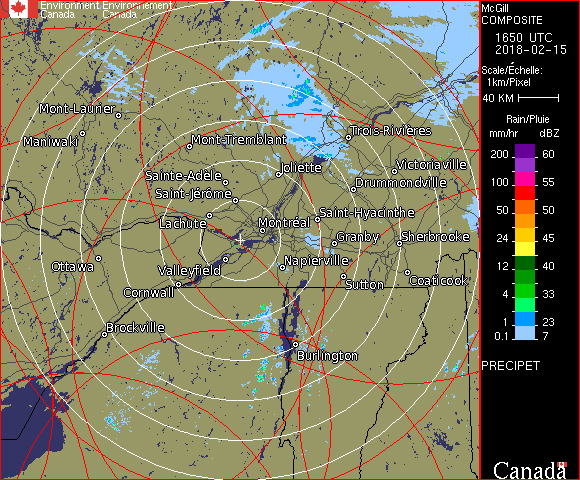 Environment Environnement
Canada Canada
McGill
COMPOSITE
1650 UTC
2018-02-15
Scale/Échelle:
1km/Pixel
40 KM
Rain/Pluie
mm/hr dBZ
200 60
100 55
50 50
24 45
12 40
4 33
1 23
0.1 7
PRECIPET
Canada
Mont-Laurier
Maniwaki
Mont-Tremblant
Trois-Rivières
Joliette
Victoriaville
Sainte-Adèle
Drummondville
Saint-Jérôme
Lachute
Montréal
Saint-Hyacinthe
Granby
Sherbrooke
Ottawa
Valleyfield
Napierville
Sutton
Coaticook
Cornwall
Brockville
Burlington